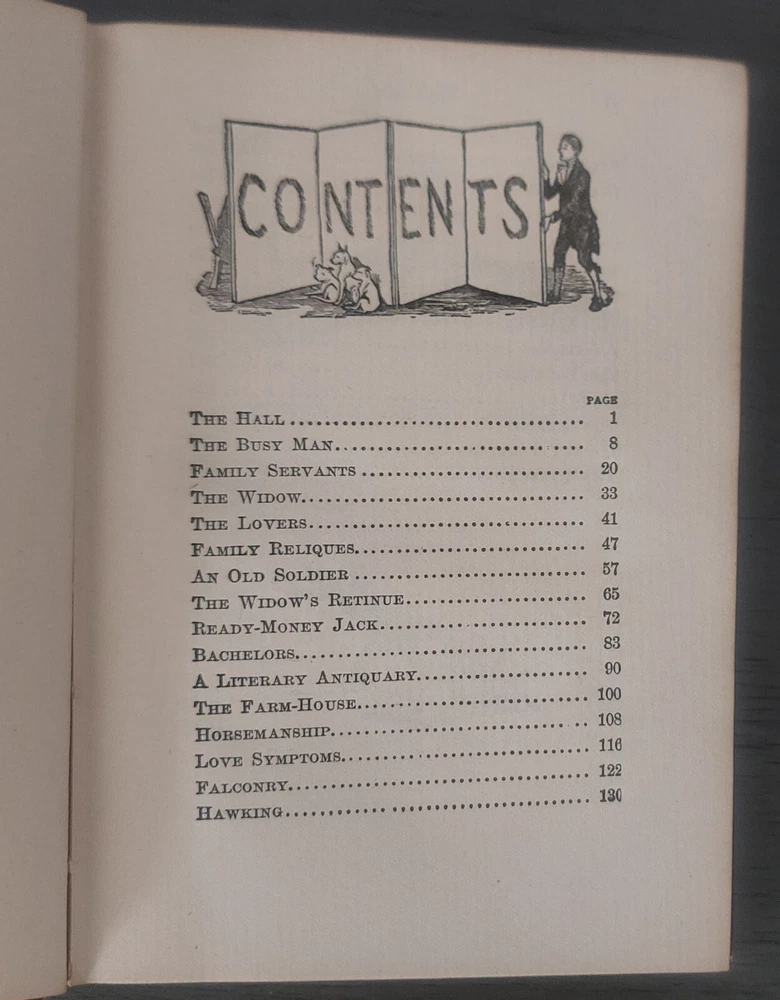 CONTENTS
PAGE
THE HALL........................................ 1
THE BUSY MAN.................................. 8
FAMILY SERVANTS.............................. 20
THE WIDOW..................................... 33
THE LOVERS.................................... 41
FAMILY RELIQUES............................... 47
AN OLD SOLDIER................................ 57
THE WIDOW'S RETINUE........................ 65
READY-MONEY JACK........................... 72
BACHELORS..................................... 83
A LITERARY ANTIQUARY....................... 90
THE FARM-HOUSE............................... 100
HORSEMANSHIP................................. 108
LOVE SYMPTOMS................................ 116
FALCONRY...................................... 122
HAWKING....................................... 130